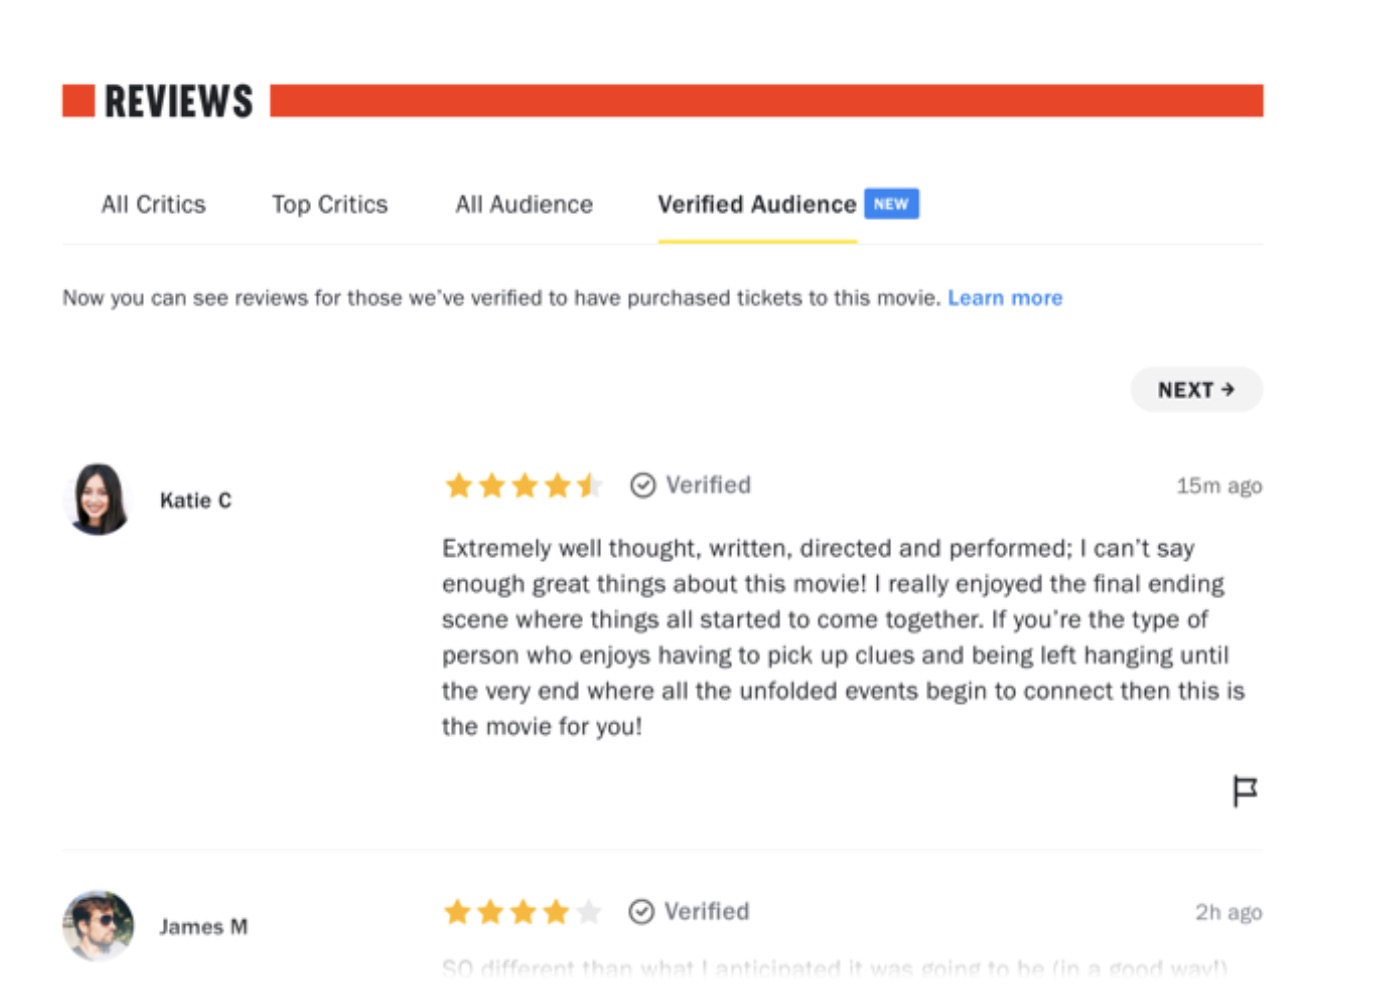 REVIEWS
All Critics Top Critics All Audience Verified Audience NEW
Now you can see reviews for those we've verified to have purchased tickets to this movie. Learn more
NEXT →
Katie C
Verified
15m ago
Extremely well thought, written, directed and performed; I can't say
enough great things about this movie! I really enjoyed the final ending
scene where things all started to come together. If you're the type of
person who enjoys having to pick up clues and being left hanging until
the very end where all the unfolded events begin to connect then this is
the movie for you!
James M
Verified
2h ago
SO different than what I anticipated it was going to be (in a good way!)